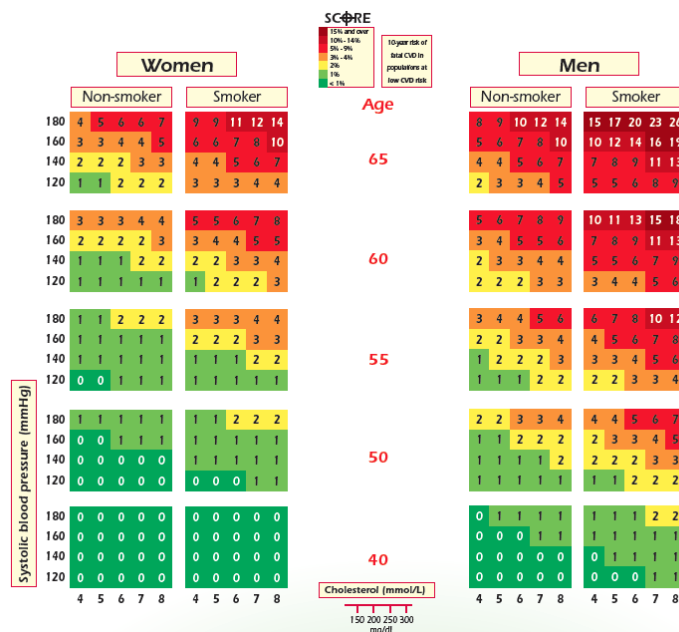 SCORE
15% and over
10% - 14%
5% - 9%
3% - 4%
2%
1%
< 1%
10-year risk of
fatal CVD in
populations at
low CVD risk
Women
Men
Non-smoker Smoker Age Non-smoker Smoker
180 4 5 6 6 7 9 9 11 12 14 8 9 10 12 14 15 17 20 23 26
160 3 3 4 4 5 6 6 7 8 10 5 6 7 8 10 10 12 14 16 19
65
140 2 2 2 3 3 4 4 5 6 7 4 4 5 6 7 7 8 9 11 13
120 1 1 2 2 2 3 3 3 4 4 2 3 3 4 5 5 5 6 8 9
180 3 3 3 4 4 5 5 6 7 8 5 6 7 8 9 10 11 13 15 18
160 2 2 2 2 3 3 4 4 5 5 3 4 5 5 6 7 8 9 11 13
60
140 1 1 1 2 2 2 2 3 3 4 2 3 3 4 4 5 5 6 7 9
120 1 1 1 1 1 1 2 2 2 3 2 2 2 3 3 3 4 4 5 6
180 1 1 2 2 2 3 3 3 4 4 3 4 4 5 6 6 7 8 10 12
160 1 1 1 1 1 2 2 2 3 3 2 2 3 3 4 4 5 6 7 8
55
140 1 1 1 1 1 1 1 1 2 2 1 2 2 2 3 3 3 4 5 6
120 0 0 1 1 1 1 1 1 1 1 1 1 1 2 2 2 2 3 3 4
180 1 1 1 1 1 1 1 2 2 2 2 2 3 3 4 4 4 5 6 7
160 0 0 1 1 1 1 1 1 1 1 1 1 2 2 2 2 3 3 4 5
50
140 0 0 0 0 0 1 1 1 1 1 1 1 1 1 2 2 2 2 3 3
120 0 0 0 0 0 0 0 0 1 1 1 1 1 1 1 1 1 2 2 2
180 0 0 0 0 0 0 0 0 0 0 0 1 1 1 1 1 1 1 2 2
160 0 0 0 0 0 0 0 0 0 0 0 0 0 1 1 1 1 1 1 1
40
140 0 0 0 0 0 0 0 0 0 0 0 0 0 0 0 0 1 1 1 1
120 0 0 0 0 0 0 0 0 0 0 0 0 0 0 0 0 0 0 1 1
4 5 6 7 8 4 5 6 7 8 4 5 6 7 8 4 5 6 7 8
Systolic blood pressure (mmHg)
Cholesterol (mmol/L)
150 200 250 300
mg/dl